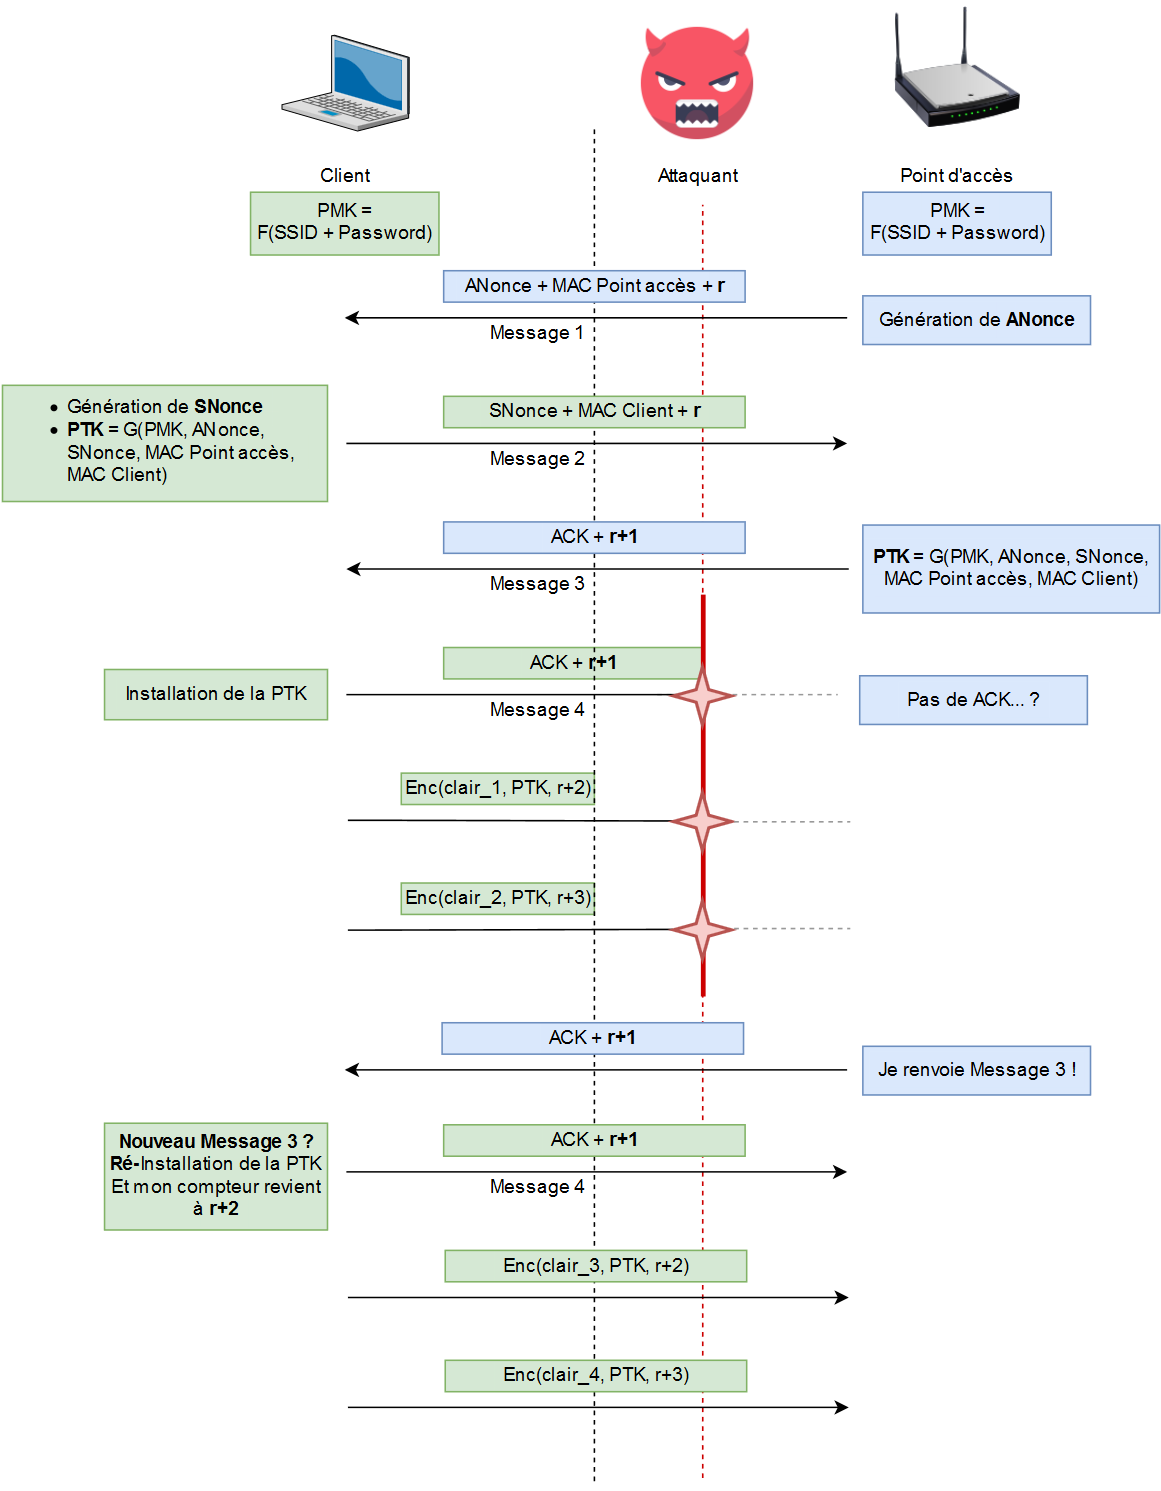 Client
Attaquant
Point d'accès
PMK =
F(SSID + Password)
PMK =
F(SSID + Password)
ANonce + MAC Point accès + r
Message 1
Génération de ANonce
• Génération de SNonce
• PTK = G(PMK, ANonce,
SNonce, MAC Point accès,
MAC Client)
SNonce + MAC Client + r
Message 2
ACK + r+1
Message 3
PTK = G(PMK, ANonce, SNonce,
MAC Point accès, MAC Client)
Installation de la PTK
ACK + r+1
Message 4
Pas de ACK... ?
Enc(clair_1, PTK, r+2)
Enc(clair_2, PTK, r+3)
ACK + r+1
Je renvoie Message 3 !
Nouveau Message 3 ?
Ré-Installation de la PTK
Et mon compteur revient
à r+2
ACK + r+1
Message 4
Enc(clair_3, PTK, r+2)
Enc(clair_4, PTK, r+3)